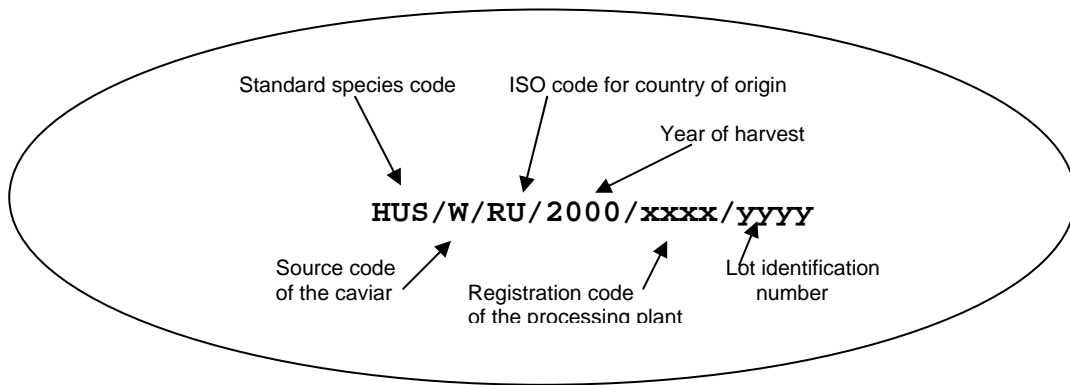 Standard species code
ISO code for country of origin
Year of harvest
HUS/W/RU/2000/xxxx/yyyy
Source code
of the caviar
Registration code
of the processing plant
Lot identification
number